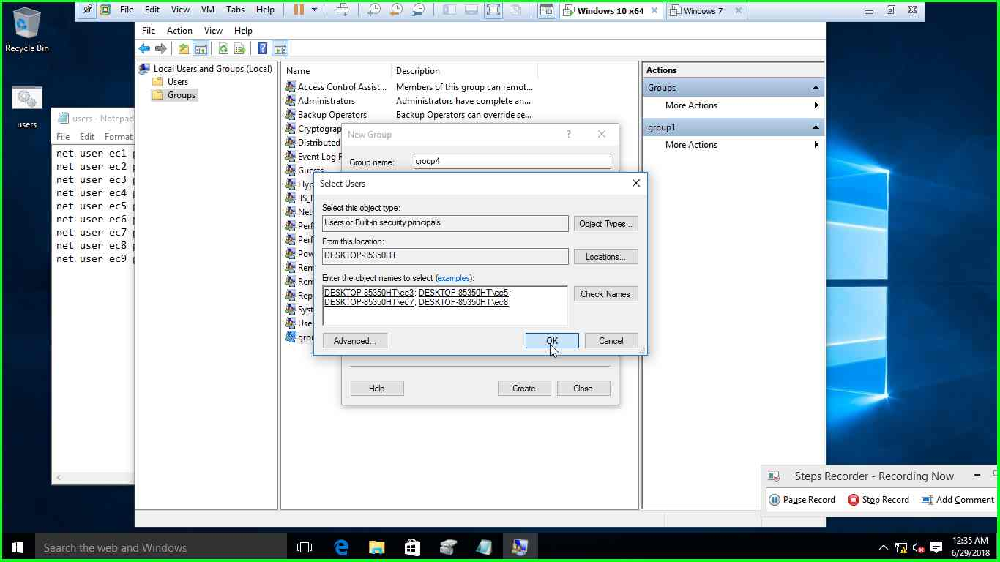 File Edit View VM Tabs Help
Windows 10 x64
Windows 7
Recycle Bin
users
File Action View Help
Local Users and Groups (Local)
Users
Groups
Name Description
Access Control Assist... Members of this group can remot...
Administrators Administrators have complete an...
Backup Operators Backup Operators can override se...
Cryptograp
Distributed
Event Log R
Guests
Hyp
IIS_I
Netv
Perf
Perf
Pow
Rem
Rem
Rep
Syst
User
grou
Actions
Groups
More Actions
group1
More Actions
users - Notepad
File Edit Format
net user ec1 p
net user ec2 p
net user ec3 p
net user ec4 p
net user ec5 p
net user ec6 p
net user ec7 p
net user ec8 p
net user ec9 p
New Group
?
Group name: group4
Select Users
Select this object type:
Users or Built-in security principals
Object Types...
From this location:
DESKTOP-85350HT
Locations...
Enter the object names to select (examples):
DESKTOP-85350HT\ec3; DESKTOP-85350HT\ec5;
DESKTOP-85350HT\ec7; DESKTOP-85350HT\ec8
Check Names
Advanced...
OK
Cancel
Help
Create
Close
Steps Recorder - Recording Now
Pause Record
Stop Record
Add Comment
Search the web and Windows
12:35 AM
6/29/2018